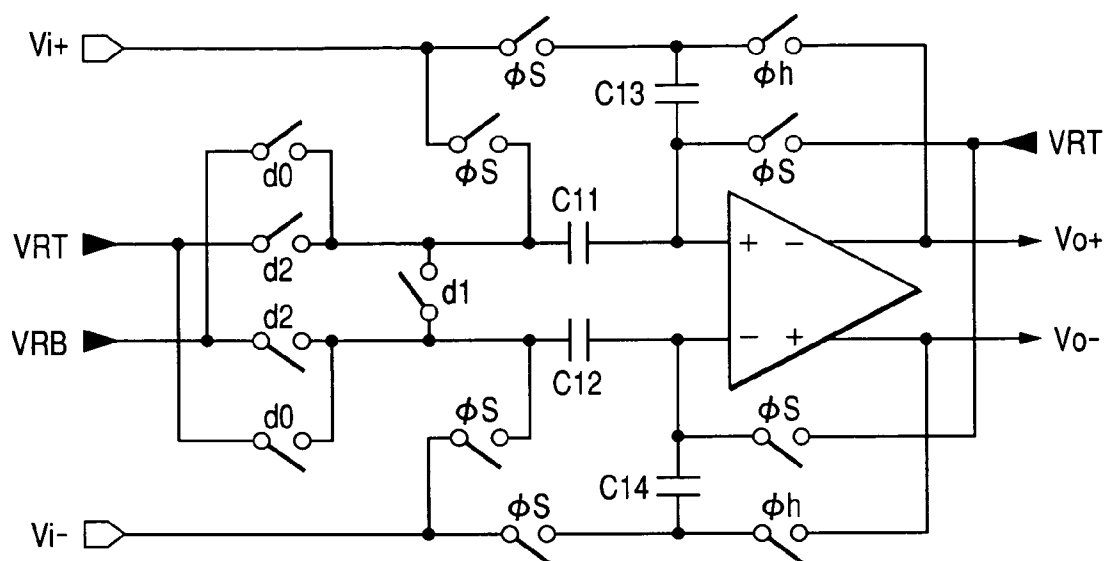 Vi+
ϕS
ϕh
C13
ϕS
ϕS
VRT
d0
C11
VRT
d2
+ −
Vo+
d1
VRB
d2
− +
Vo−
C12
d0
ϕS
ϕS
C14
ϕS
ϕh
Vi−